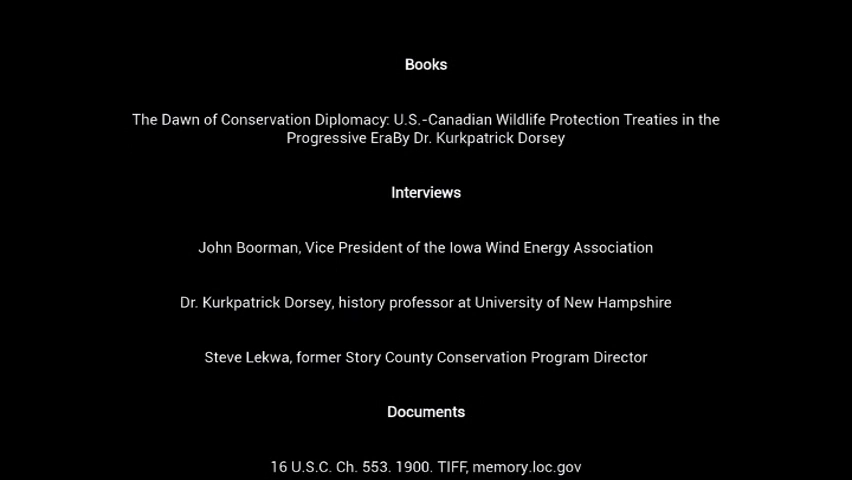 Books
The Dawn of Conservation Diplomacy: U.S.-Canadian Wildlife Protection Treaties in the
Progressive EraBy Dr. Kurkpatrick Dorsey
Interviews
John Boorman, Vice President of the Iowa Wind Energy Association
Dr. Kurkpatrick Dorsey, history professor at University of New Hampshire
Steve Lekwa, former Story County Conservation Program Director
Documents
16 U.S.C. Ch. 553. 1900. TIFF, memory.loc.gov